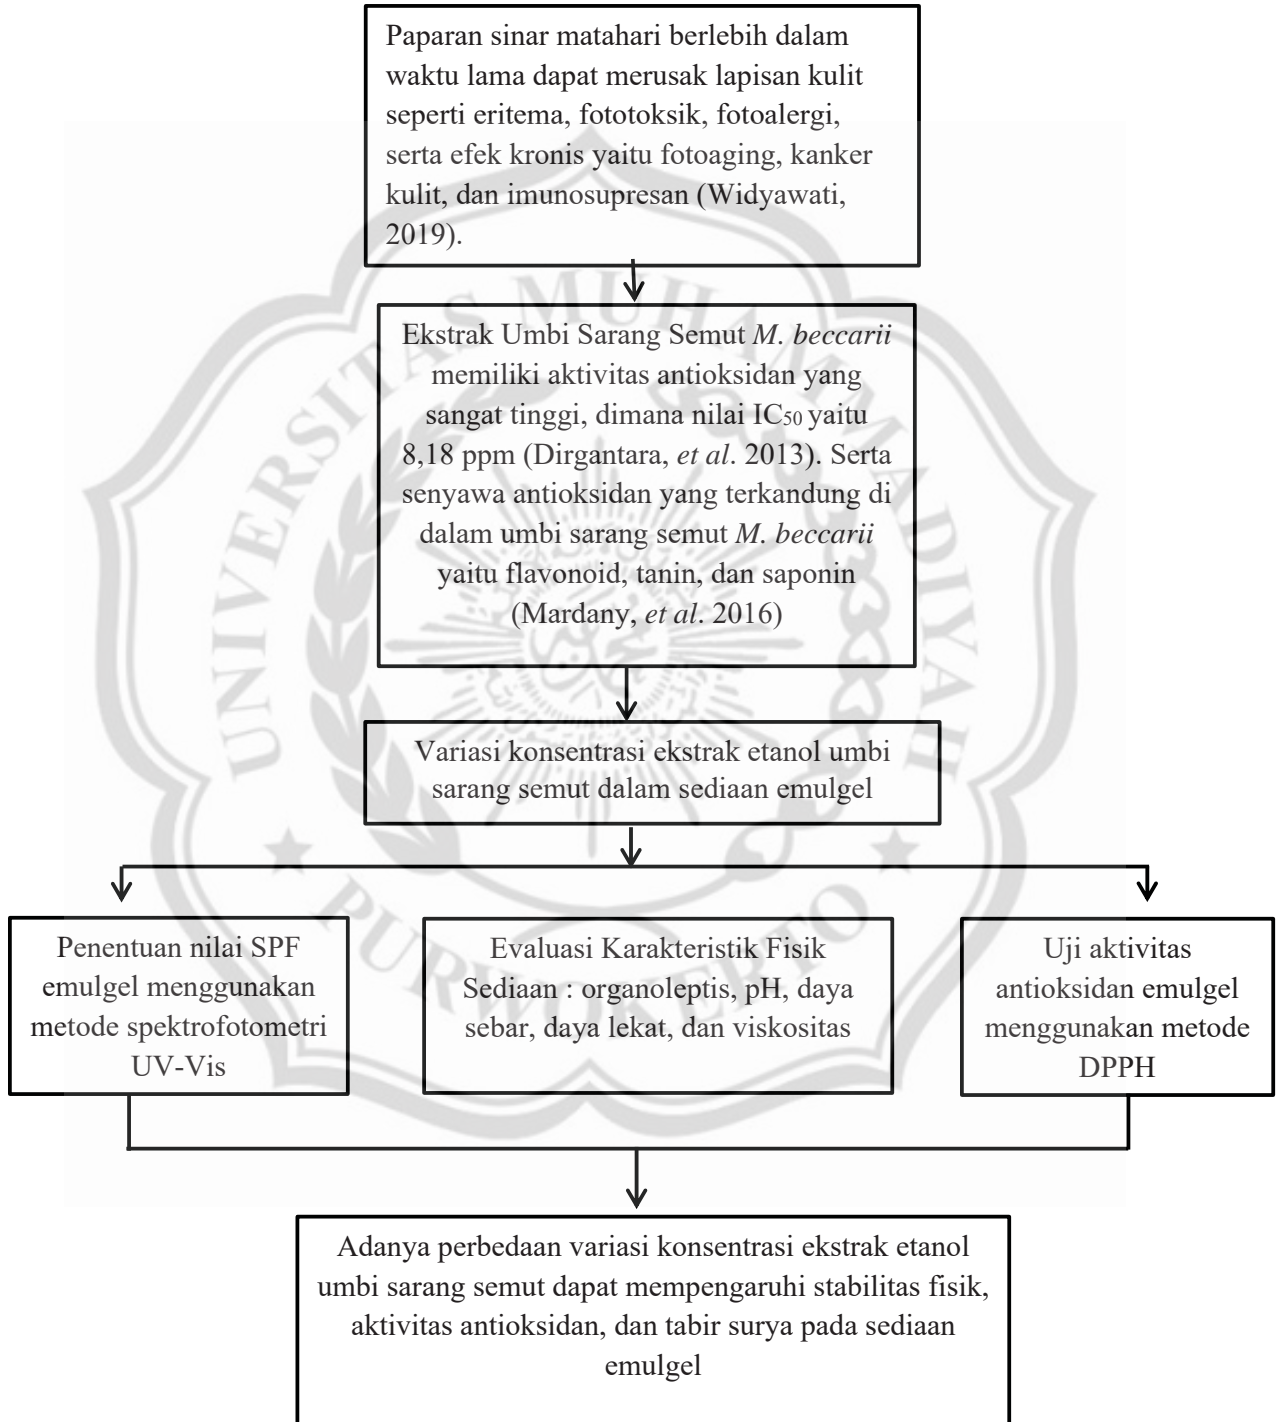 Paparan sinar matahari berlebih dalam
waktu lama dapat merusak lapisan kulit
seperti eritema, fototoksik, fotoalergi,
serta efek kronis yaitu fotoaging, kanker
kulit, dan imunosupresan (Widyawati,
2019).
Ekstrak Umbi Sarang Semut M. beccarii
memiliki aktivitas antioksidan yang
sangat tinggi, dimana nilai IC50 yaitu
8,18 ppm (Dirgantara, et al. 2013). Serta
senyawa antioksidan yang terkandung di
dalam umbi sarang semut M. beccarii
yaitu flavonoid, tanin, dan saponin
(Mardany, et al. 2016)
Variasi konsentrasi ekstrak etanol umbi
sarang semut dalam sediaan emulgel
Penentuan nilai SPF
emulgel menggunakan
metode spektrofotometri
UV-Vis
Evaluasi Karakteristik Fisik
Sediaan : organoleptis, pH, daya
sebar, daya lekat, dan viskositas
Uji aktivitas
antioksidan emulgel
menggunakan metode
DPPH
Adanya perbedaan variasi konsentrasi ekstrak etanol
umbi sarang semut dapat mempengaruhi stabilitas fisik,
aktivitas antioksidan, dan tabir surya pada sediaan
emulgel
UNIVERSITAS MUHAMMADIYAH
PURWOKERTO